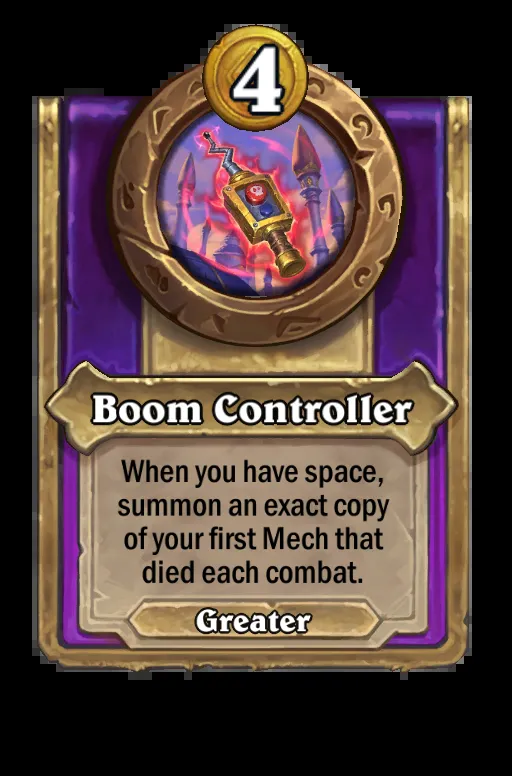 4
Boom Controller
When you have space,
summon an exact copy
of your first Mech that
died each combat.
Greater